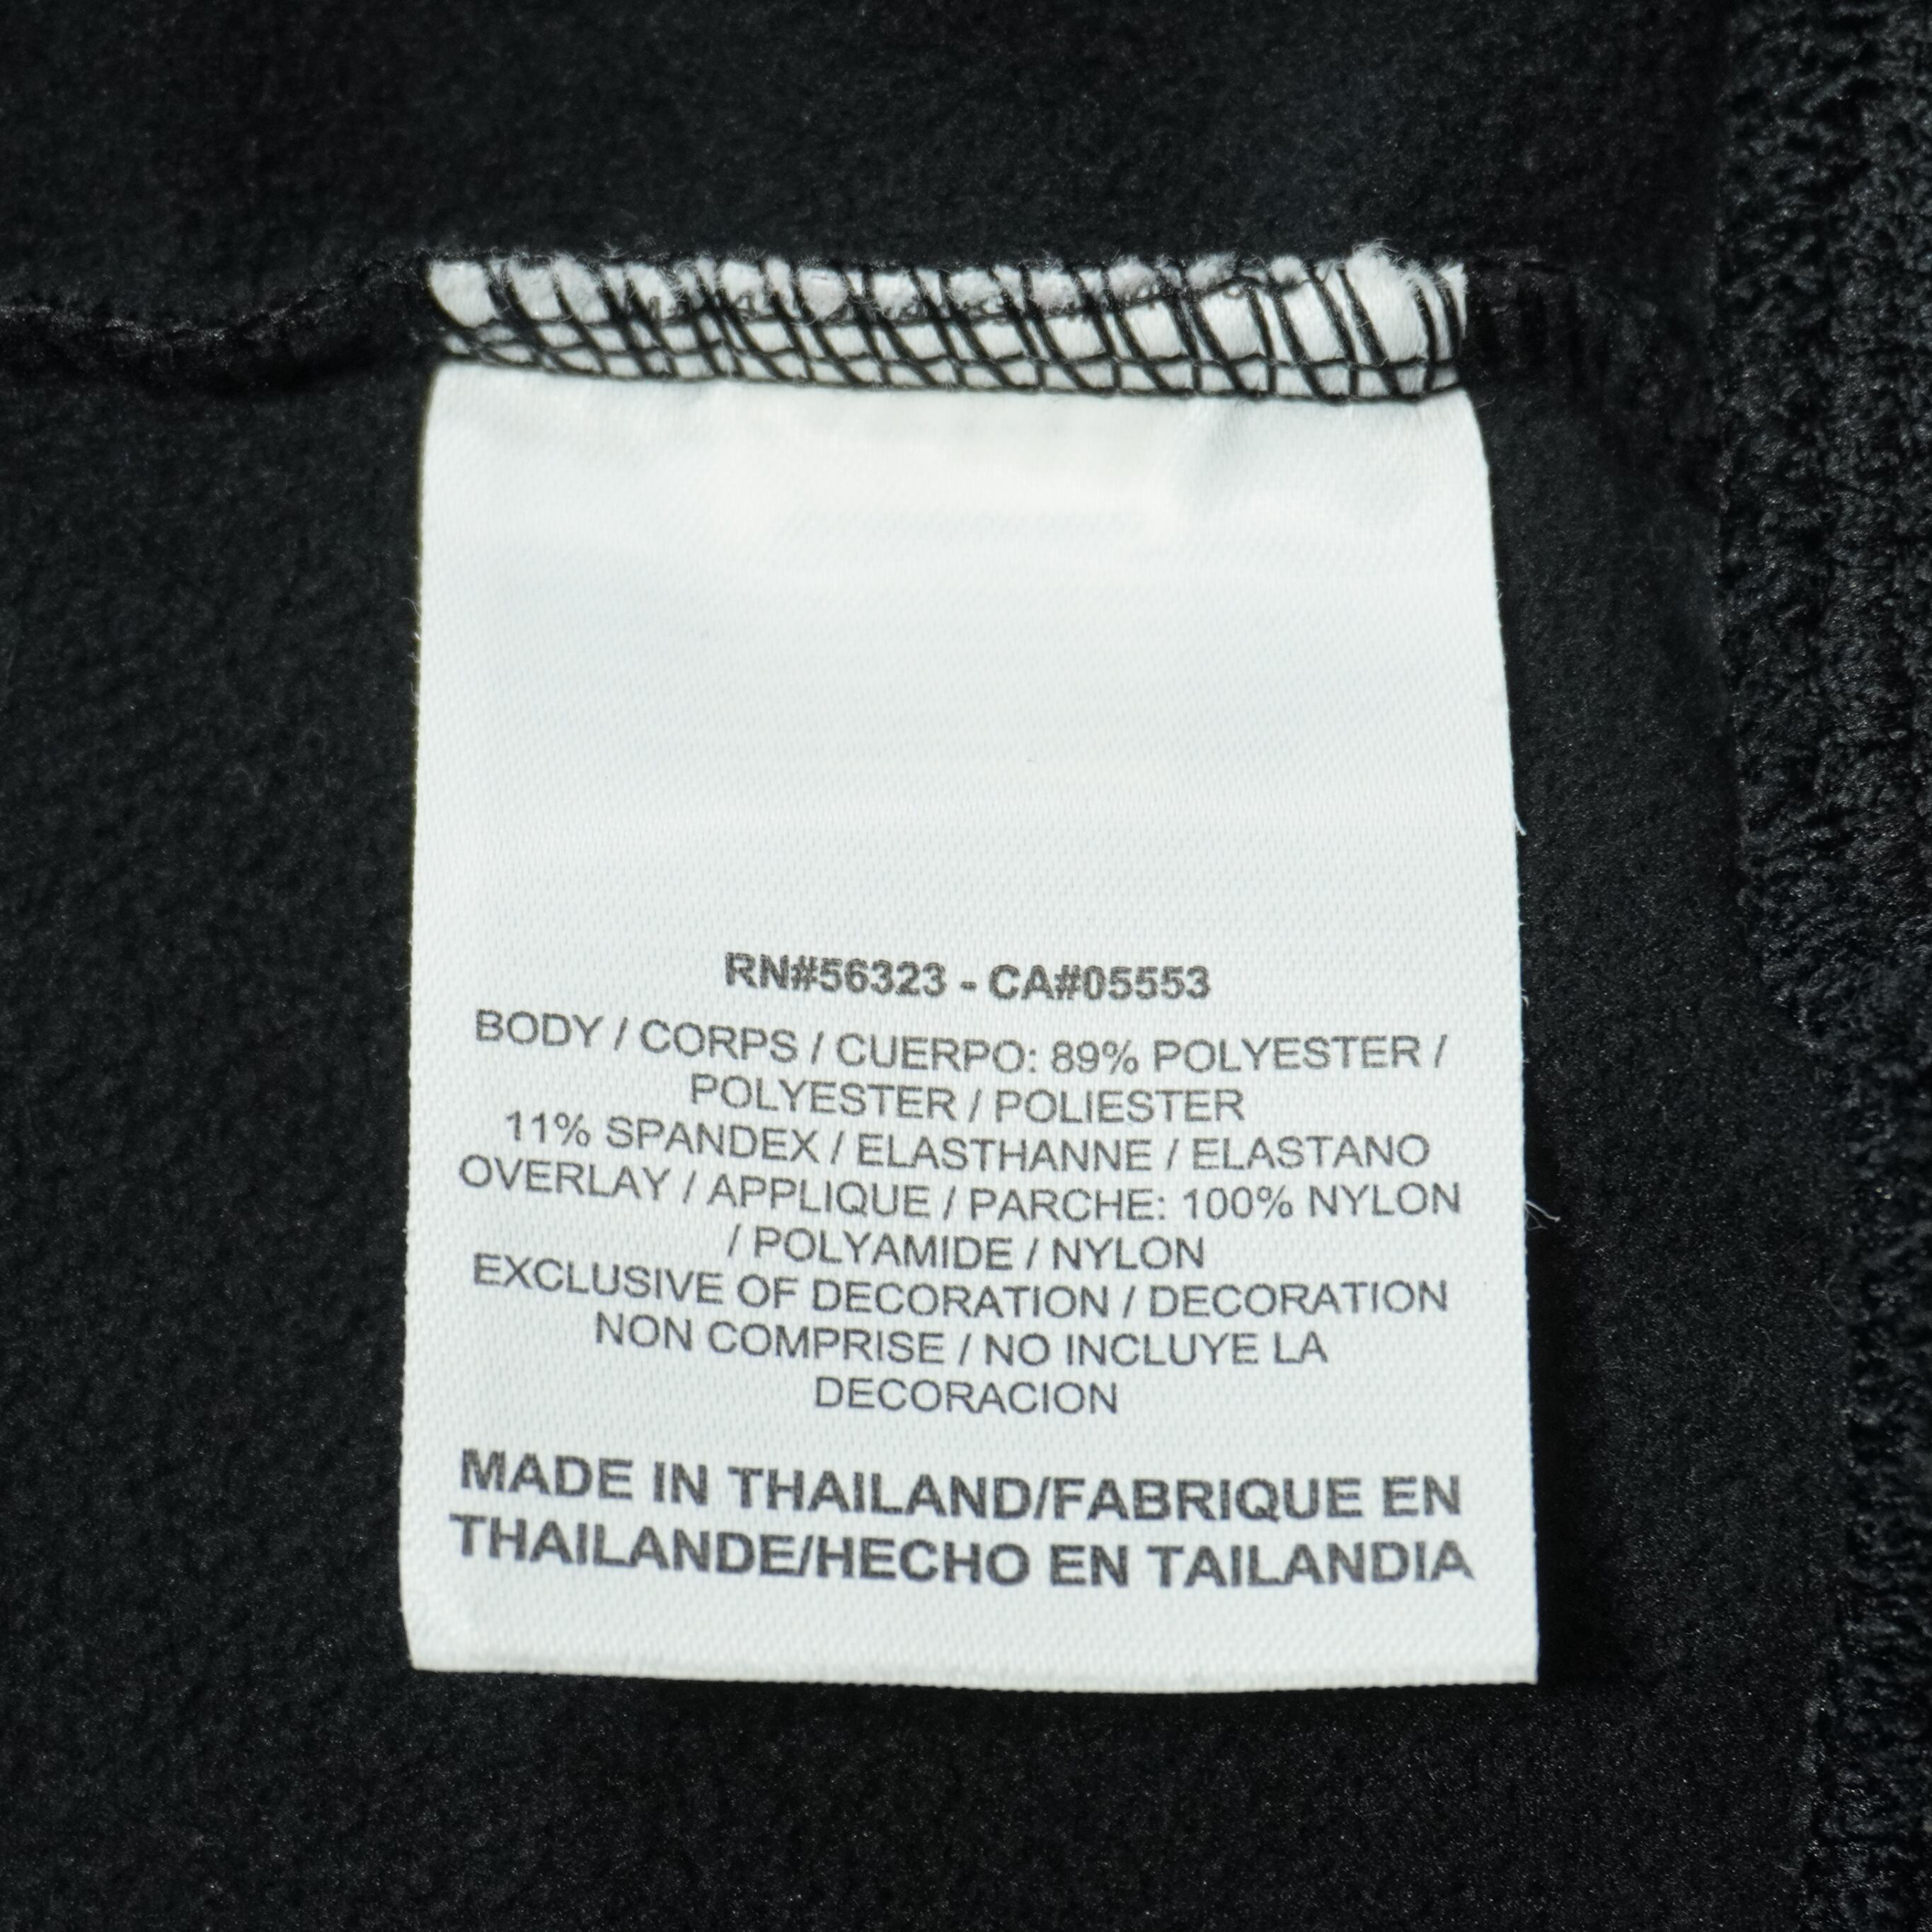 RN#56323 - CA#05553
BODY / CORPS / CUERPO: 89% POLYESTER /
POLYESTER / POLIESTER
11% SPANDEX / ELASTHANNE / ELASTANO
OVERLAY / APPLIQUE / PARCHE: 100% NYLON
/ POLYAMIDE / NYLON
EXCLUSIVE OF DECORATION / DECORATION
NON COMPRISE / NO INCLUYE LA
DECORACION
MADE IN THAILAND/FABRIQUE EN
THAILANDE/HECHO EN TAILANDIA